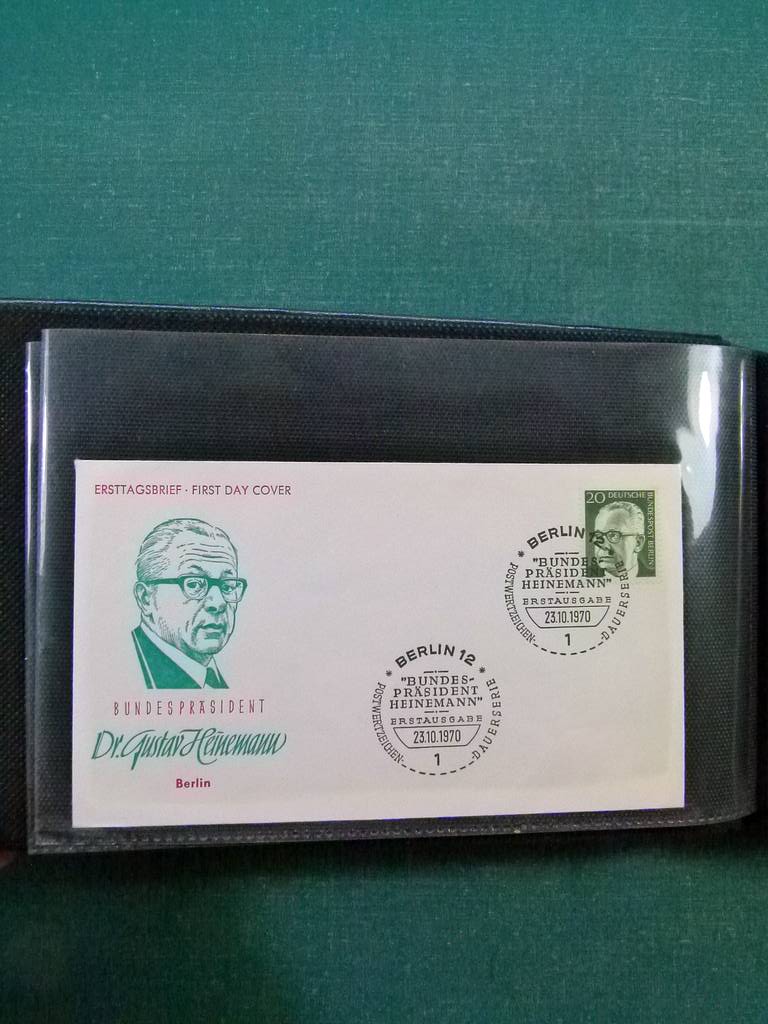 ERSTTAGSBRIEF · FIRST DAY COVER
20 DEUTSCHE BUNDESPOST BERLIN
BERLIN 12
"BUNDES-
PRÄSIDENT
HEINEMANN"
ERSTAUSGABE
23.10.1970
1
* POSTWERTZEICHEN- -DAUERSERIE *
BERLIN 12
"BUNDES-
PRÄSIDENT
HEINEMANN"
ERSTAUSGABE
23.10.1970
1
* POSTWERTZEICHEN- -DAUERSERIE *
BUNDESPRÄSIDENT
Dr. Gustav Heinemann
Berlin